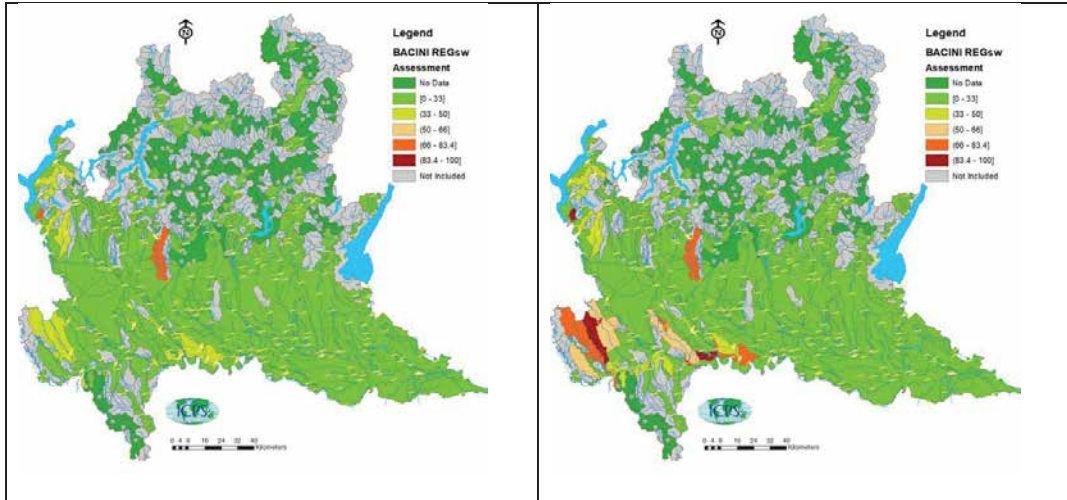 N
Legend
BACINI REGsw
Assessment
No Data
[0 - 33]
(33 - 50]
(50 - 66]
(66 - 83.4]
(83.4 - 100]
Not Included
ICPS
0 4 8 16 24 32 40
Kilometers
N
Legend
BACINI REGsw
Assessment
No Data
[0 - 33]
(33 - 50]
(50 - 66]
(66 - 83.4]
(83.4 - 100]
Not Included
ICPS
0 4 8 16 24 32 40
Kilometers